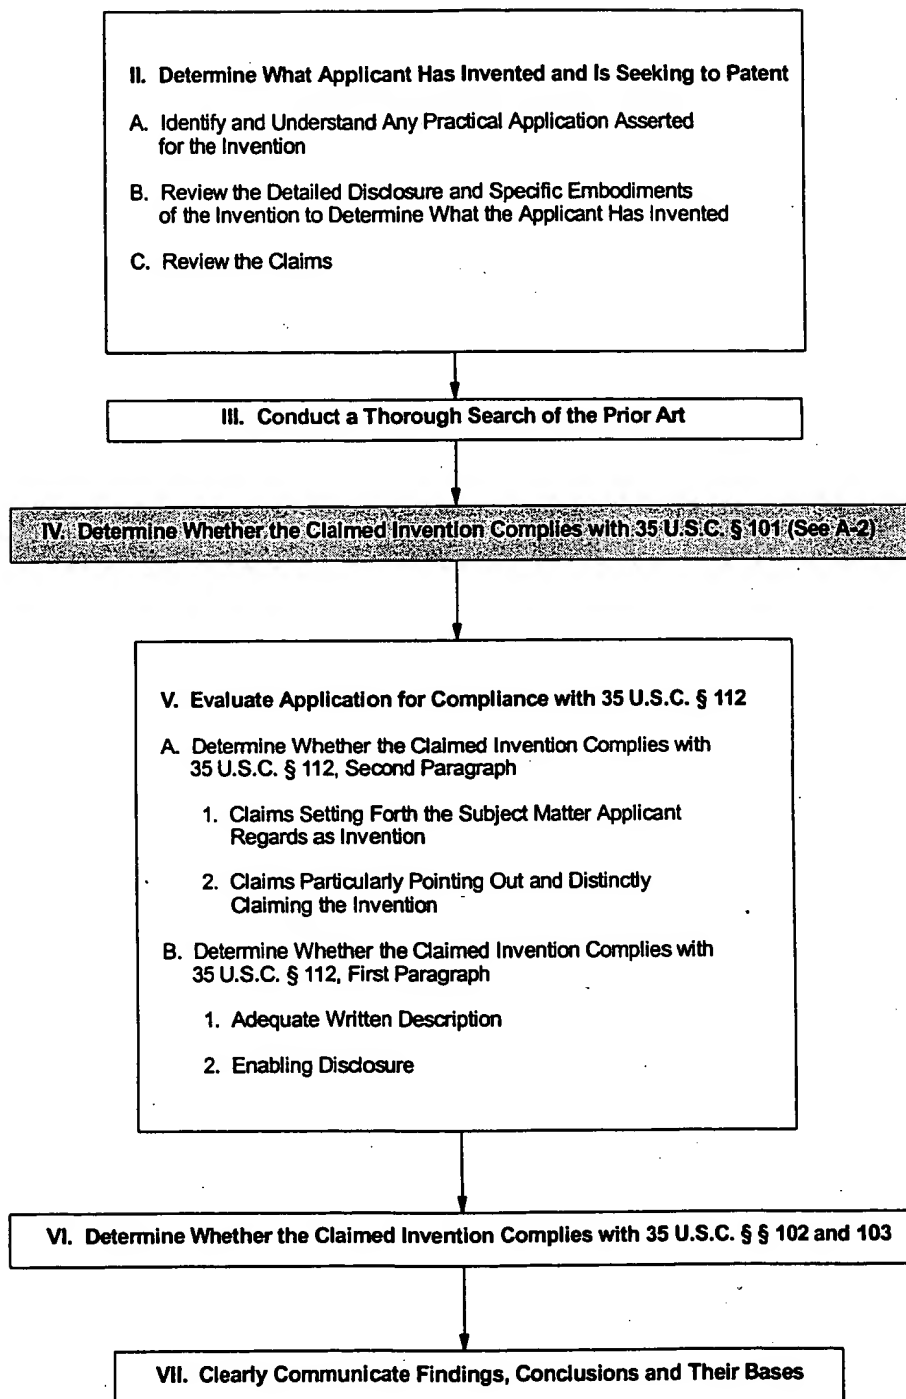 II. Determine What Applicant Has Invented and Is Seeking to Patent
A. Identify and Understand Any Practical Application Asserted
for the Invention
B. Review the Detailed Disclosure and Specific Embodiments
of the Invention to Determine What the Applicant Has Invented
C. Review the Claims
III. Conduct a Thorough Search of the Prior Art
IV. Determine Whether the Claimed Invention Complies with 35 U.S.C. § 101 (See A-2)
V. Evaluate Application for Compliance with 35 U.S.C. § 112
A. Determine Whether the Claimed Invention Complies with
35 U.S.C. § 112, Second Paragraph
1. Claims Setting Forth the Subject Matter Applicant
Regards as Invention
2. Claims Particularly Pointing Out and Distinctly
Claiming the Invention
B. Determine Whether the Claimed Invention Complies with
35 U.S.C. § 112, First Paragraph
1. Adequate Written Description
2. Enabling Disclosure
VI. Determine Whether the Claimed Invention Complies with 35 U.S.C. § § 102 and 103
VII. Clearly Communicate Findings, Conclusions and Their Bases